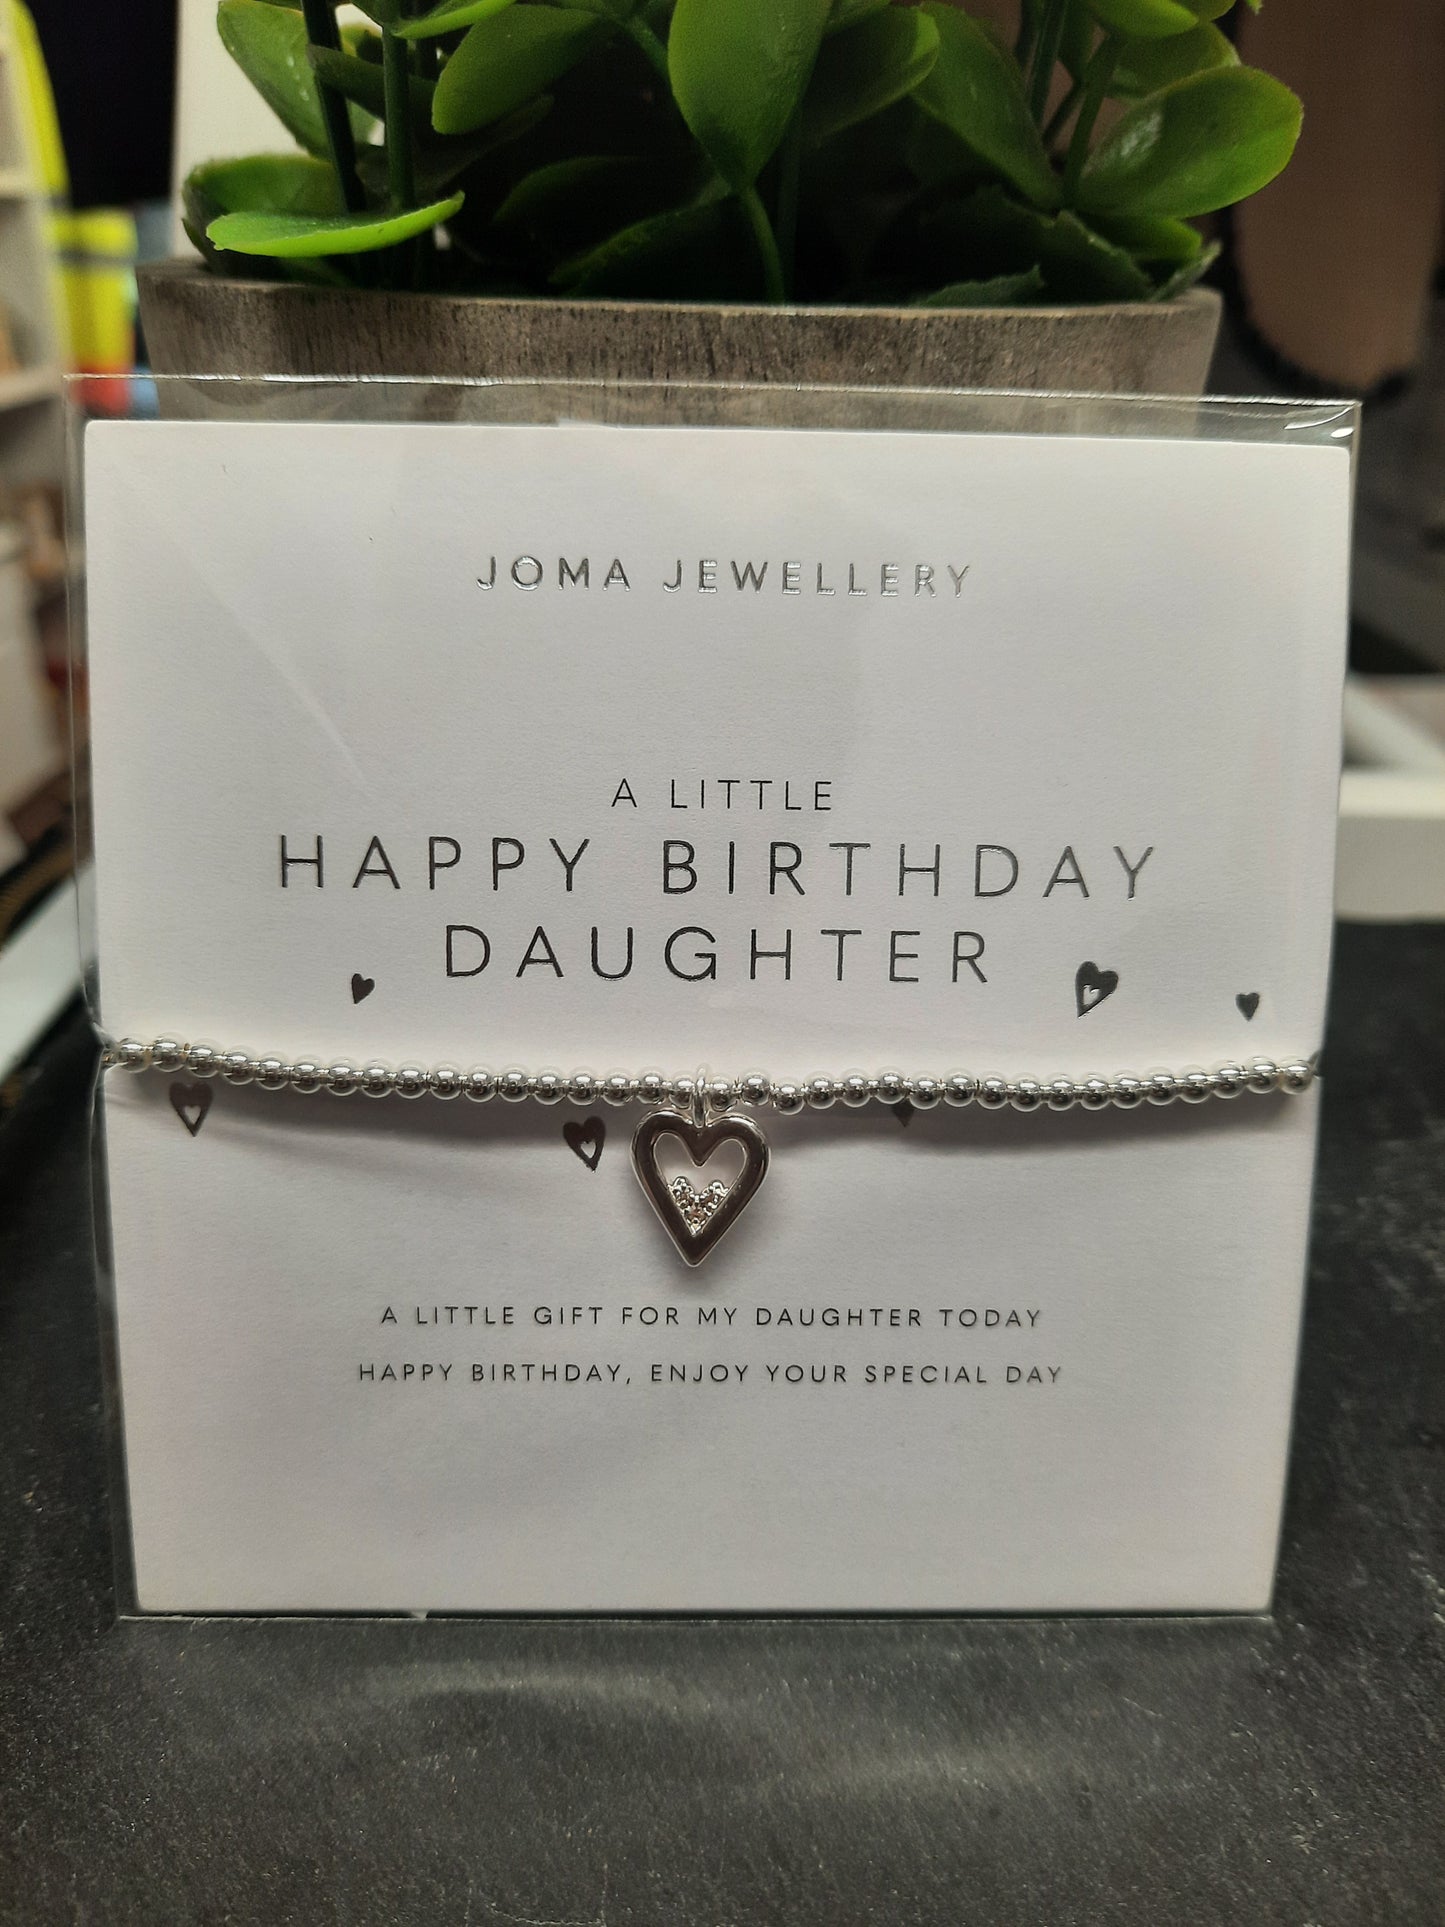 JOMA JEWELLERY
A LITTLE
HAPPY BIRTHDAY
DAUGHTER
A LITTLE GIFT FOR MY DAUGHTER TODAY
HAPPY BIRTHDAY, ENJOY YOUR SPECIAL DAY